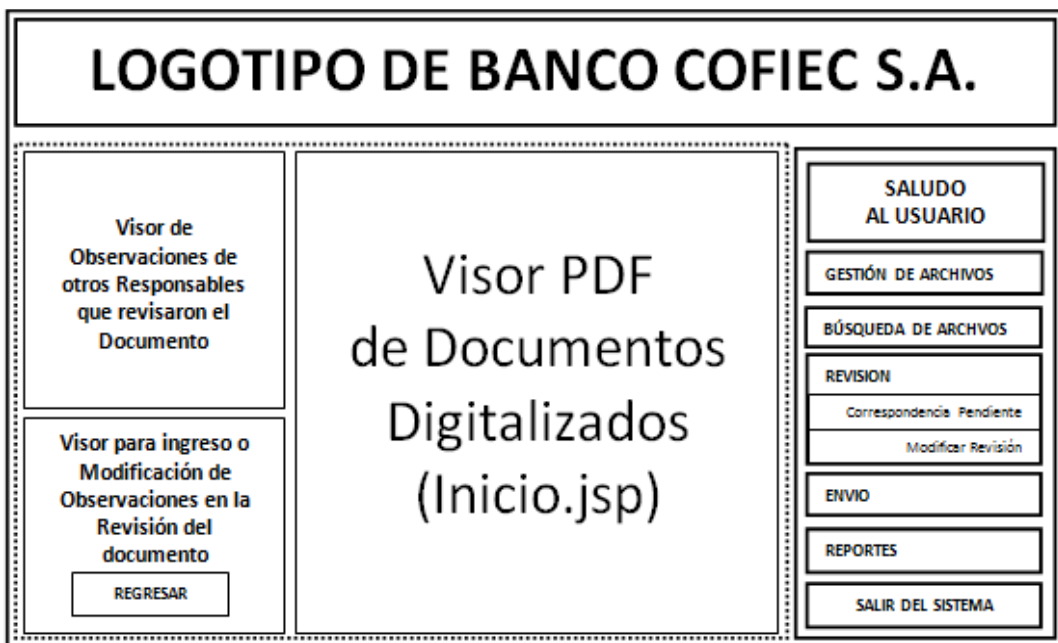 LOGOTIPO DE BANCO COFIEC S.A.
Visor de
Observaciones de
otros Responsables
que revisaron el
Documento
Visor para ingreso o
Modificación de
Observaciones en la
Revisión del
documento
REGRESAR
Visor PDF
de Documentos
Digitalizados
(Inicio.jsp)
SALUDO
AL USUARIO
GESTIÓN DE ARCHIVOS
BÚSQUEDA DE ARCHVOS
REVISION
Correspondencia Pendiente
Modificar Revisión
ENVIO
REPORTES
SALIR DEL SISTEMA